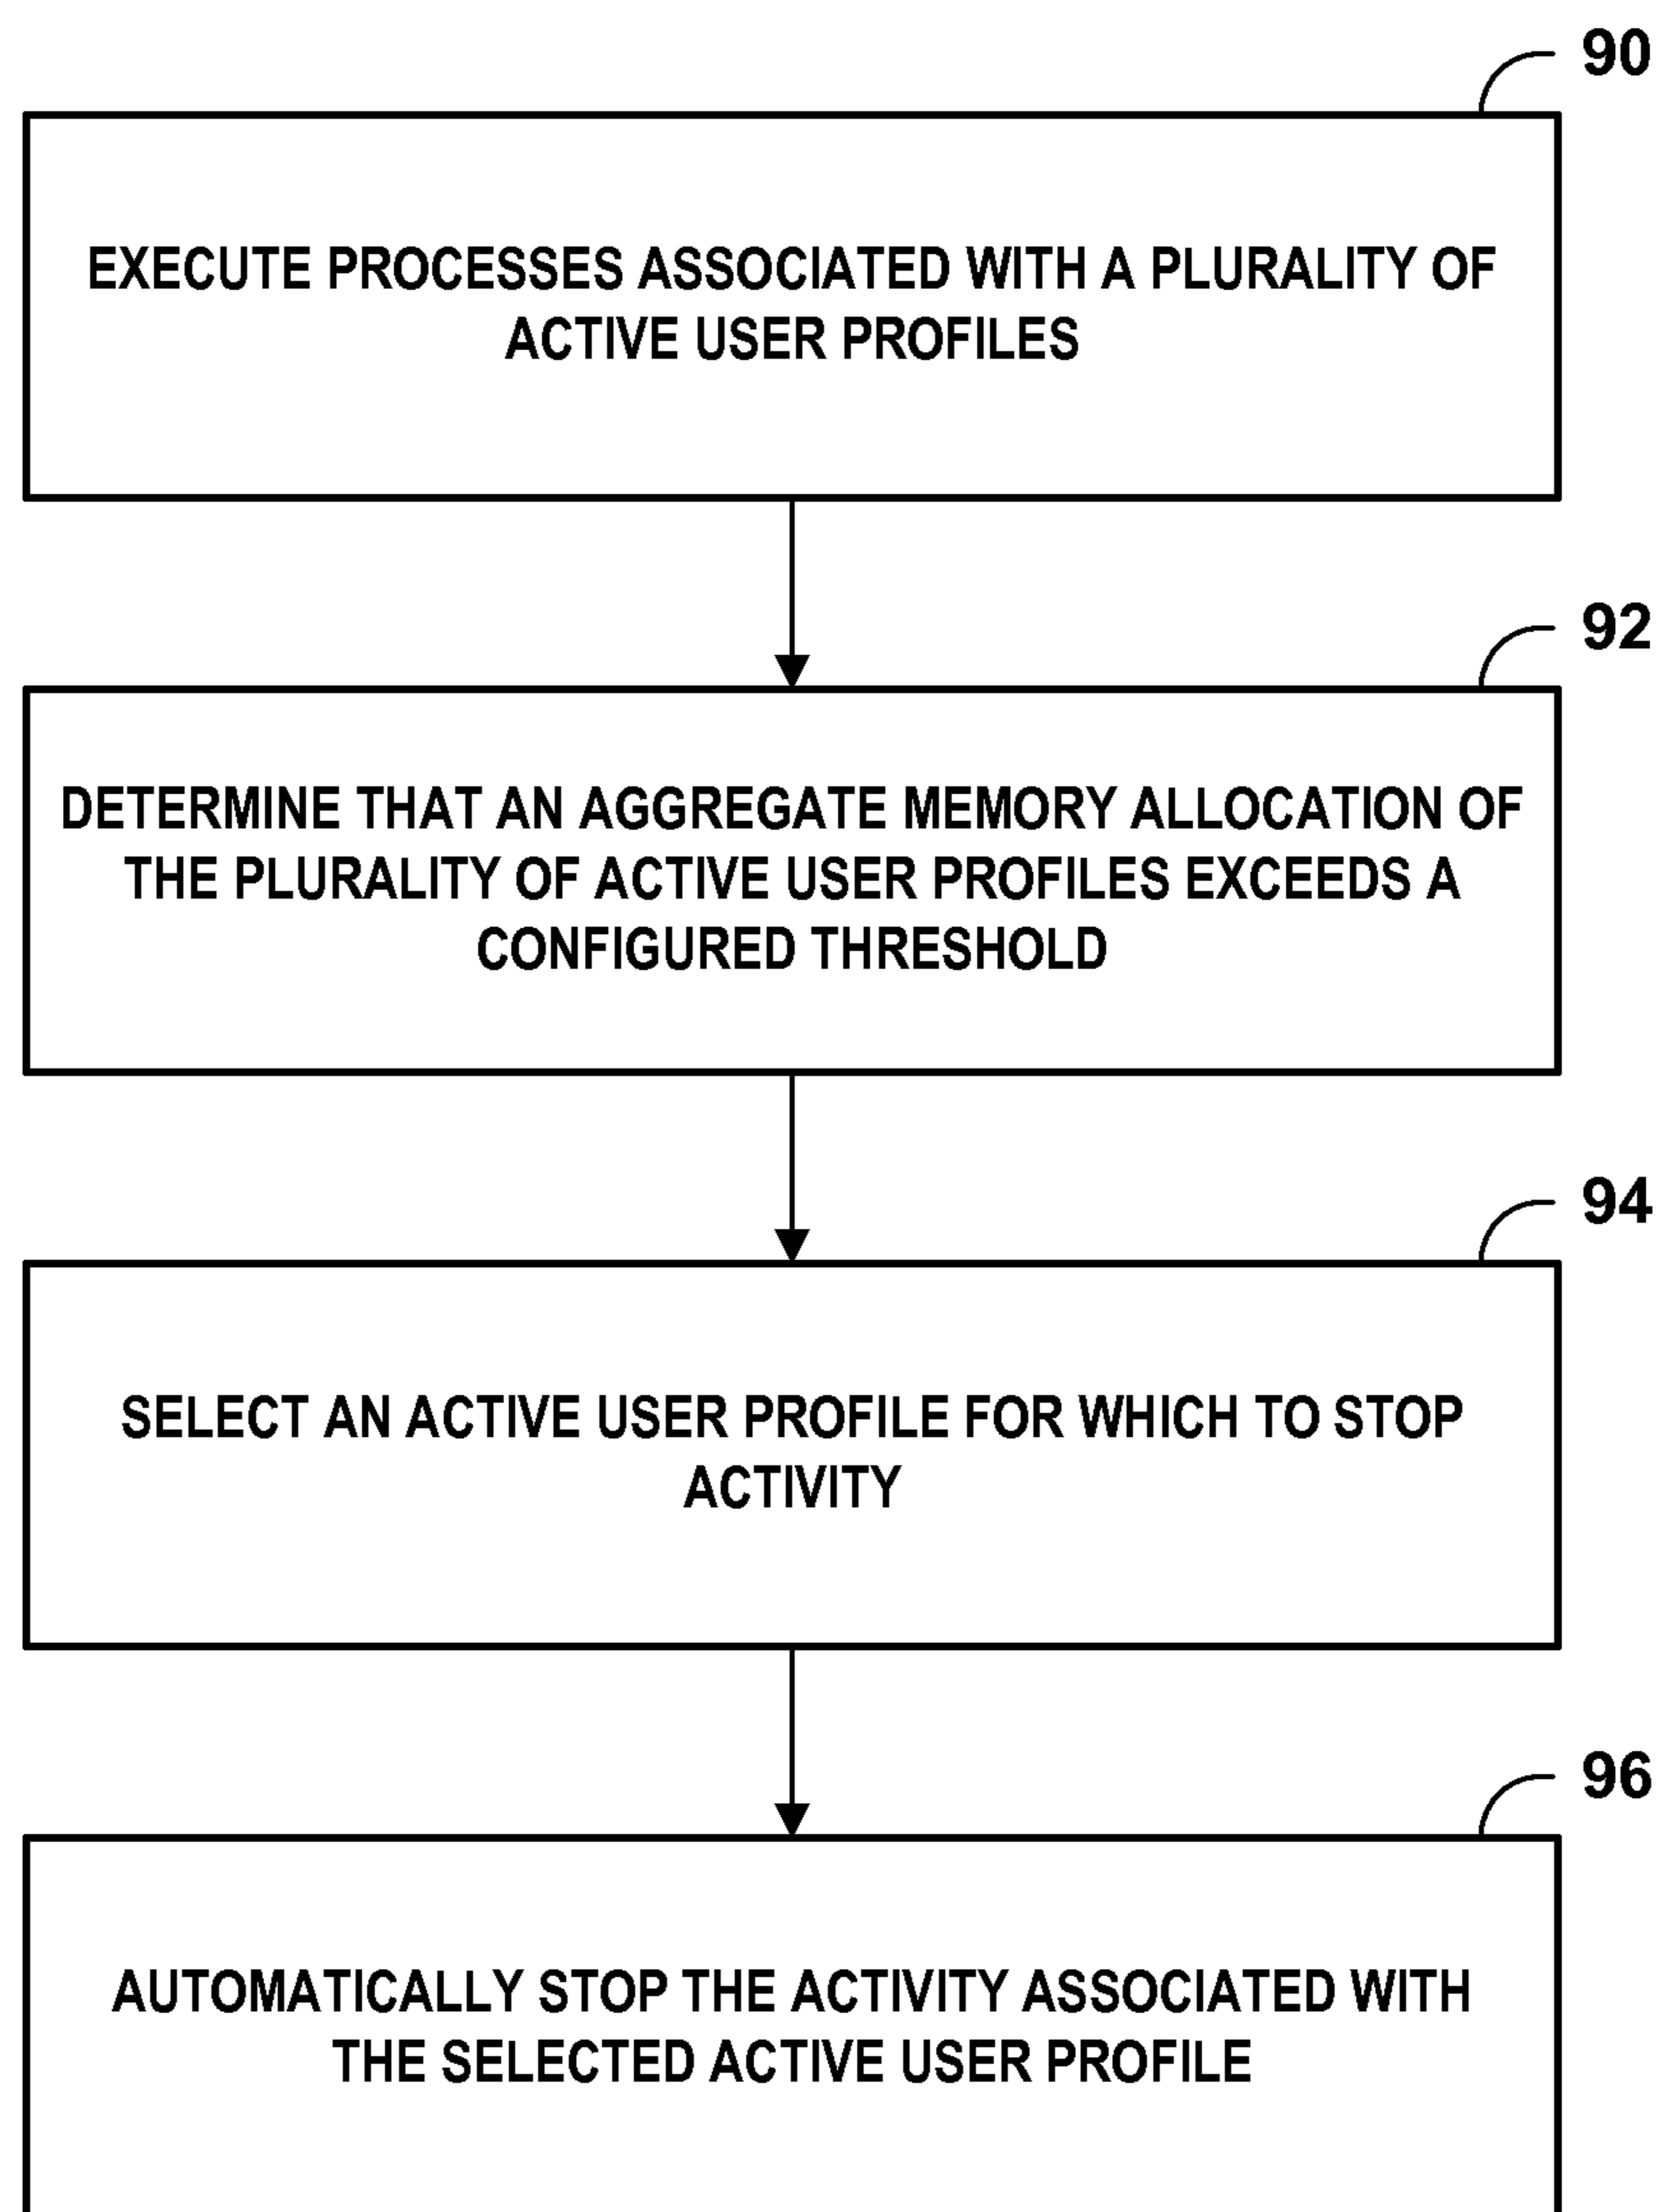 90
EXECUTE PROCESSES ASSOCIATED WITH A PLURALITY OF
ACTIVE USER PROFILES
92
DETERMINE THAT AN AGGREGATE MEMORY ALLOCATION OF
THE PLURALITY OF ACTIVE USER PROFILES EXCEEDS A
CONFIGURED THRESHOLD
94
SELECT AN ACTIVE USER PROFILE FOR WHICH TO STOP
ACTIVITY
96
AUTOMATICALLY STOP THE ACTIVITY ASSOCIATED WITH
THE SELECTED ACTIVE USER PROFILE